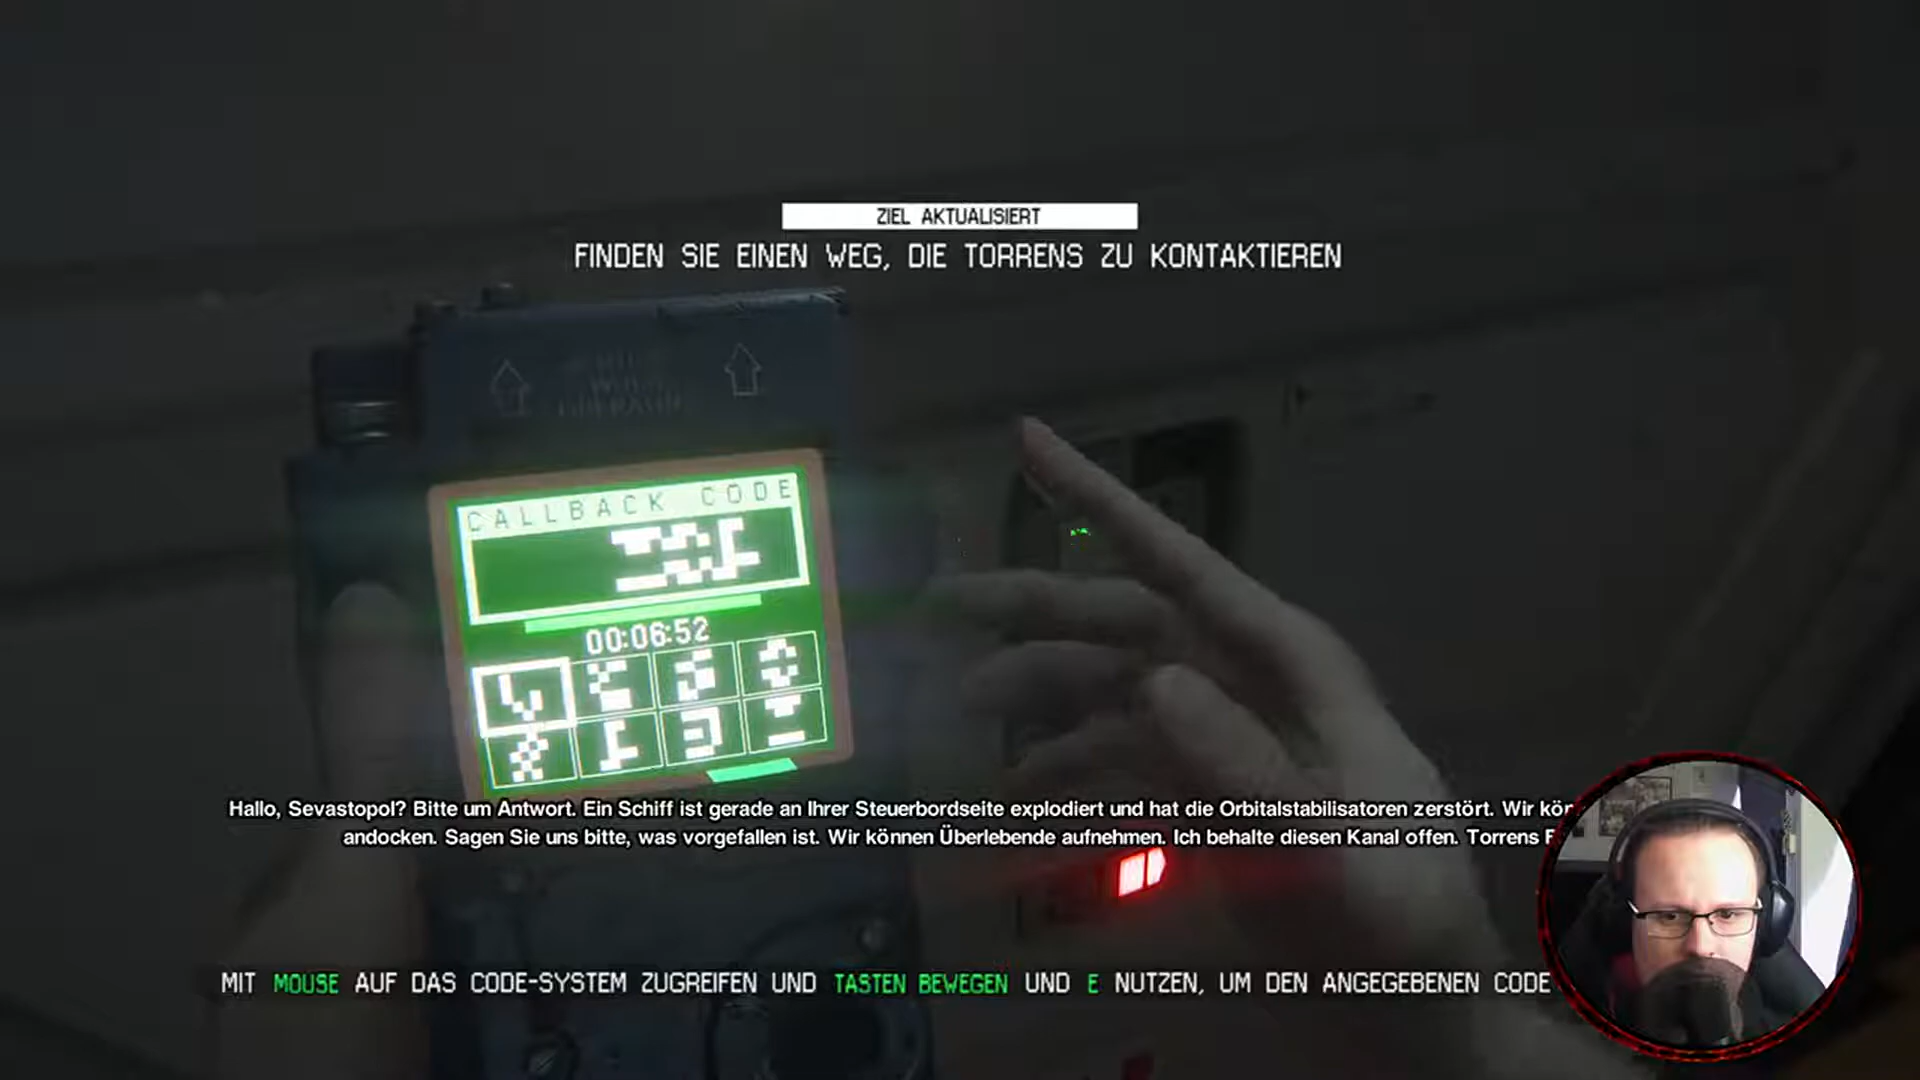 ZIEL AKTUALISIERT
FINDEN SIE EINEN WEG, DIE TORRENS ZU KONTAKTIEREN
CALLBACK CODE
00:06:52
Hallo, Sevastopol? Bitte um Antwort. Ein Schiff ist gerade an Ihrer Steuerbordseite explodiert und hat die Orbitalstabilisatoren zerstört. Wir
andocken. Sagen Sie uns bitte, was vorgefallen ist. Wir können Überlebende aufnehmen. Ich behalte diesen Kanal offen. Torrens
MIT MOUSE AUF DAS CODE-SYSTEM ZUGREIFEN UND TASTEN BEWEGEN UND E NUTZEN, UM DEN ANGEGEBENEN CODE